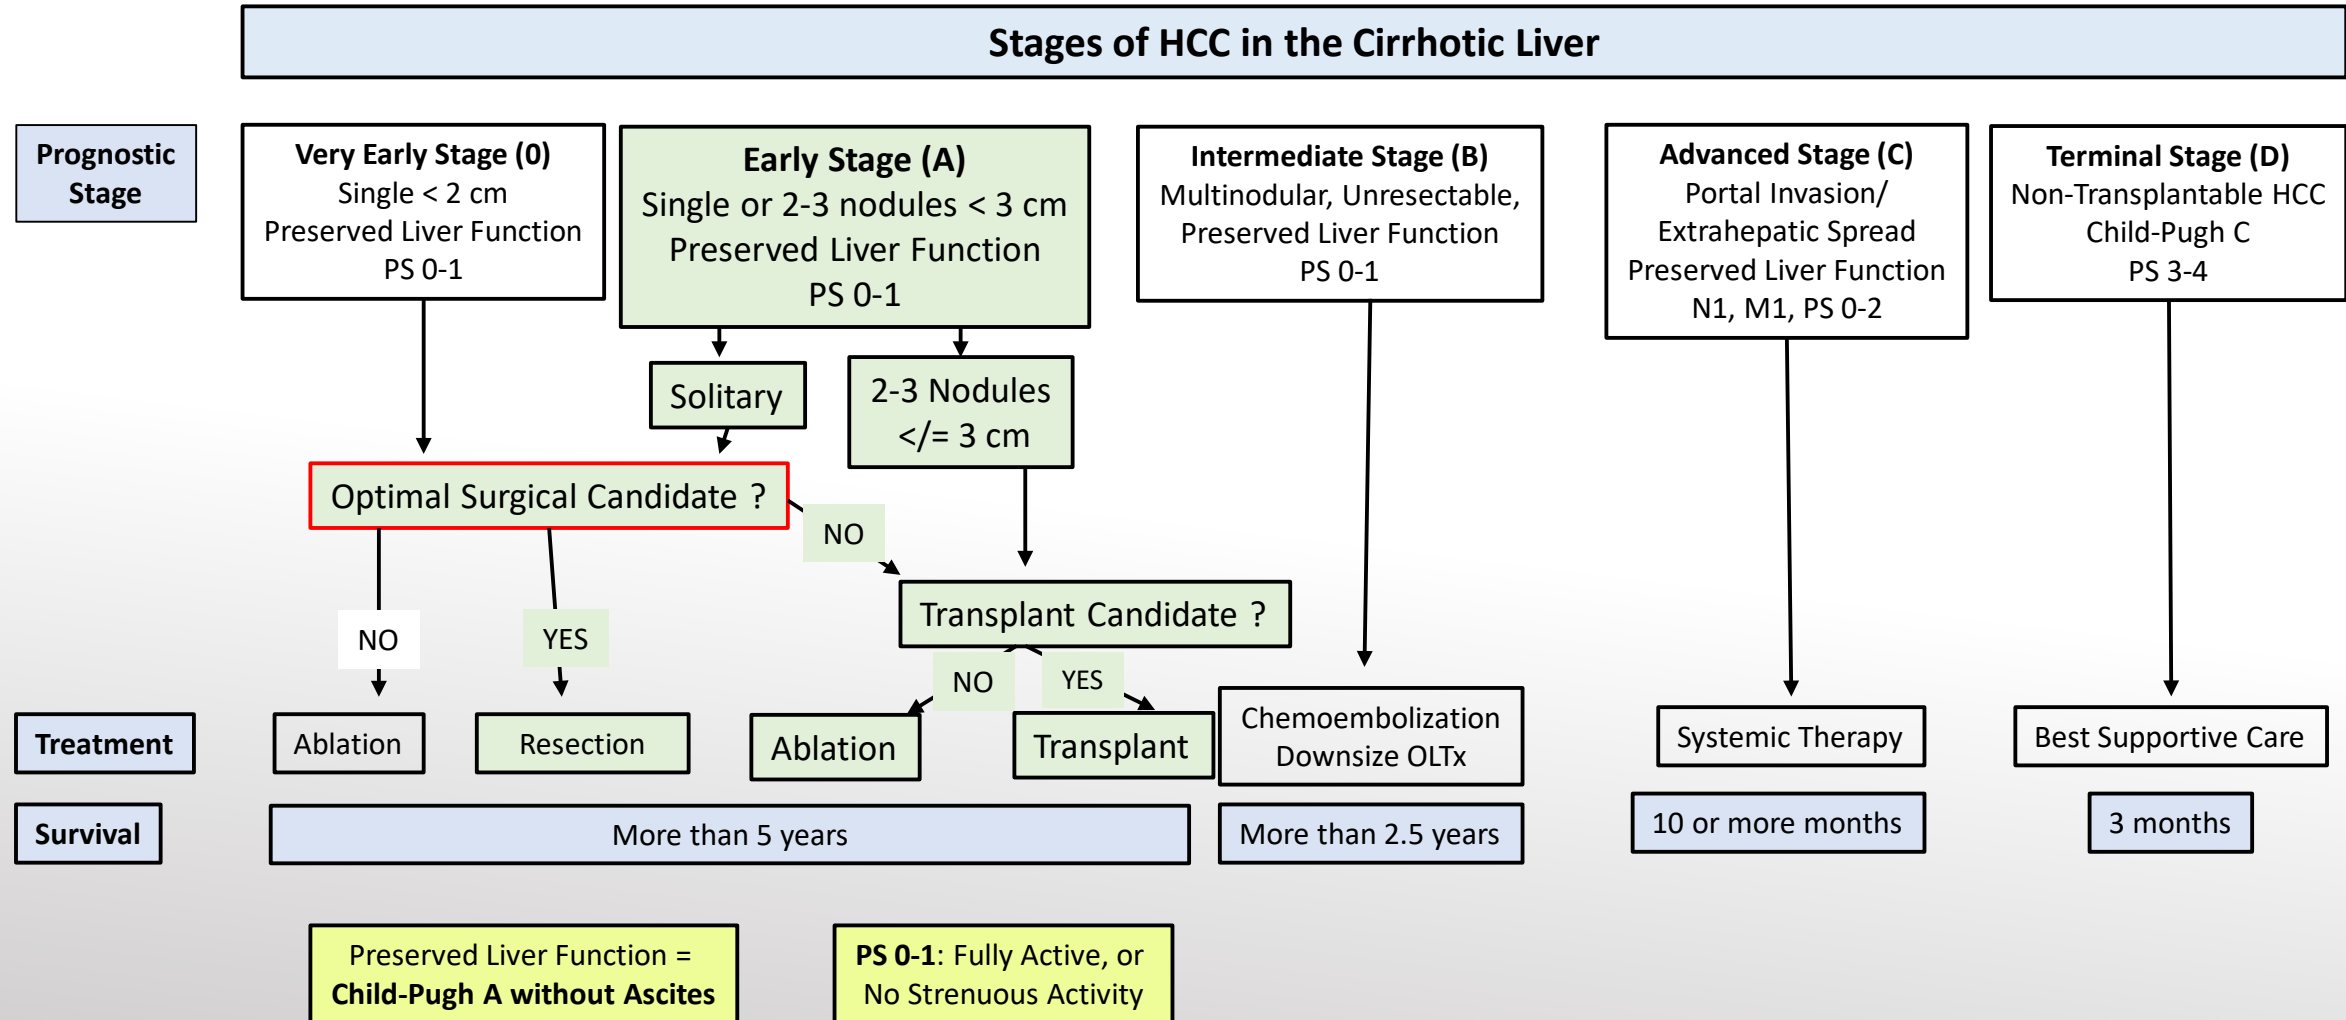 Stages of HCC in the Cirrhotic Liver
Prognostic
Stage
Very Early Stage (0)
Single < 2 cm
Preserved Liver Function
PS 0-1
Early Stage (A)
Single or 2-3 nodules < 3 cm
Preserved Liver Function
PS 0-1
Intermediate Stage (B)
Multinodular, Unresectable,
Preserved Liver Function
PS 0-1
Advanced Stage (C)
Portal Invasion/
Extrahepatic Spread
Preserved Liver Function
N1, M1, PS 0-2
Terminal Stage (D)
Non-Transplantable HCC
Child-Pugh C
PS 3-4
Solitary
2-3 Nodules
</= 3 cm
Optimal Surgical Candidate ?
NO
Transplant Candidate ?
NO
YES
NO
YES
Treatment
Ablation
Resection
Ablation
Transplant
Chemoembolization
Downsize OLTx
Systemic Therapy
Best Supportive Care
Survival
More than 5 years
More than 2.5 years
10 or more months
3 months
Preserved Liver Function =
Child-Pugh A without Ascites
PS 0-1: Fully Active, or
No Strenuous Activity